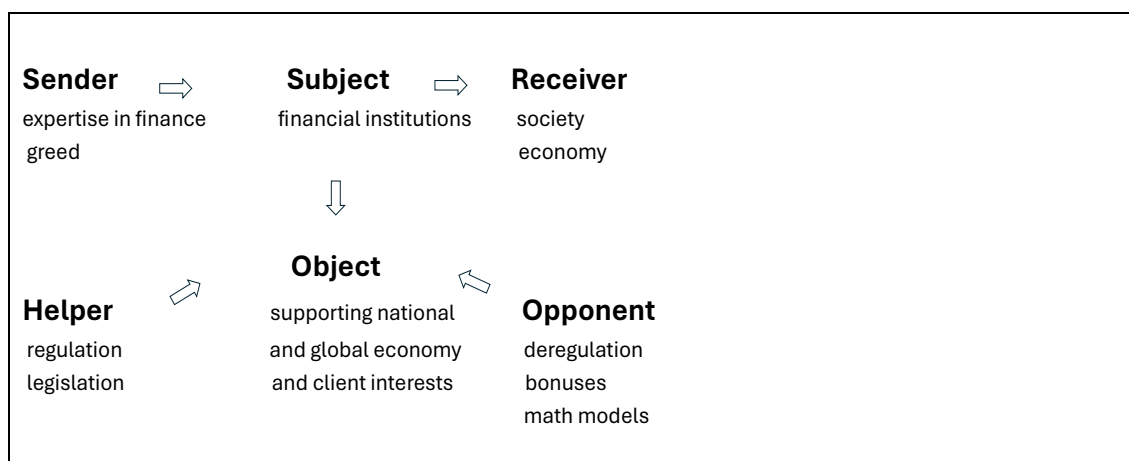 Sender
expertise in finance
greed
Subject
financial institutions
Receiver
society
economy
Helper
regulation
legislation
Object
supporting national
and global economy
and client interests
Opponent
deregulation
bonuses
math models